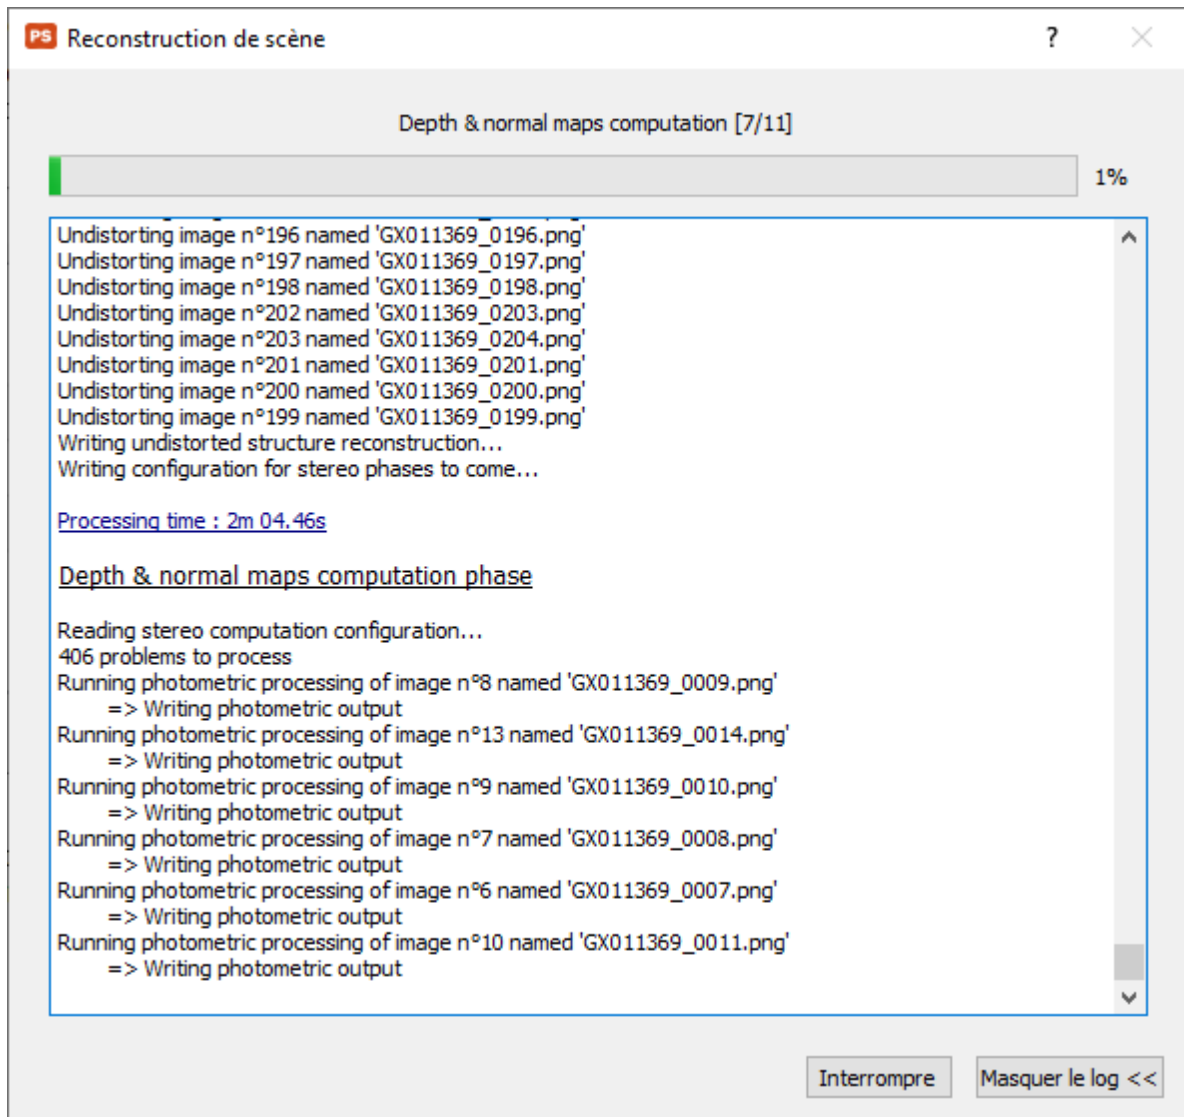 PS Reconstruction de scène ?
Depth & normal maps computation [7/11]
1%
Undistorting image n°196 named 'GX011369_0196.png'
Undistorting image n°197 named 'GX011369_0197.png'
Undistorting image n°198 named 'GX011369_0198.png'
Undistorting image n°202 named 'GX011369_0203.png'
Undistorting image n°203 named 'GX011369_0204.png'
Undistorting image n°201 named 'GX011369_0201.png'
Undistorting image n°200 named 'GX011369_0200.png'
Undistorting image n°199 named 'GX011369_0199.png'
Writing undistorted structure reconstruction...
Writing configuration for stereo phases to come...
Processing time : 2m 04.46s
Depth & normal maps computation phase
Reading stereo computation configuration...
406 problems to process
Running photometric processing of image n°8 named 'GX011369_0009.png'
=> Writing photometric output
Running photometric processing of image n°13 named 'GX011369_0014.png'
=> Writing photometric output
Running photometric processing of image n°9 named 'GX011369_0010.png'
=> Writing photometric output
Running photometric processing of image n°7 named 'GX011369_0008.png'
=> Writing photometric output
Running photometric processing of image n°6 named 'GX011369_0007.png'
=> Writing photometric output
Running photometric processing of image n°10 named 'GX011369_0011.png'
=> Writing photometric output
Interrompre
Masquer le log <<